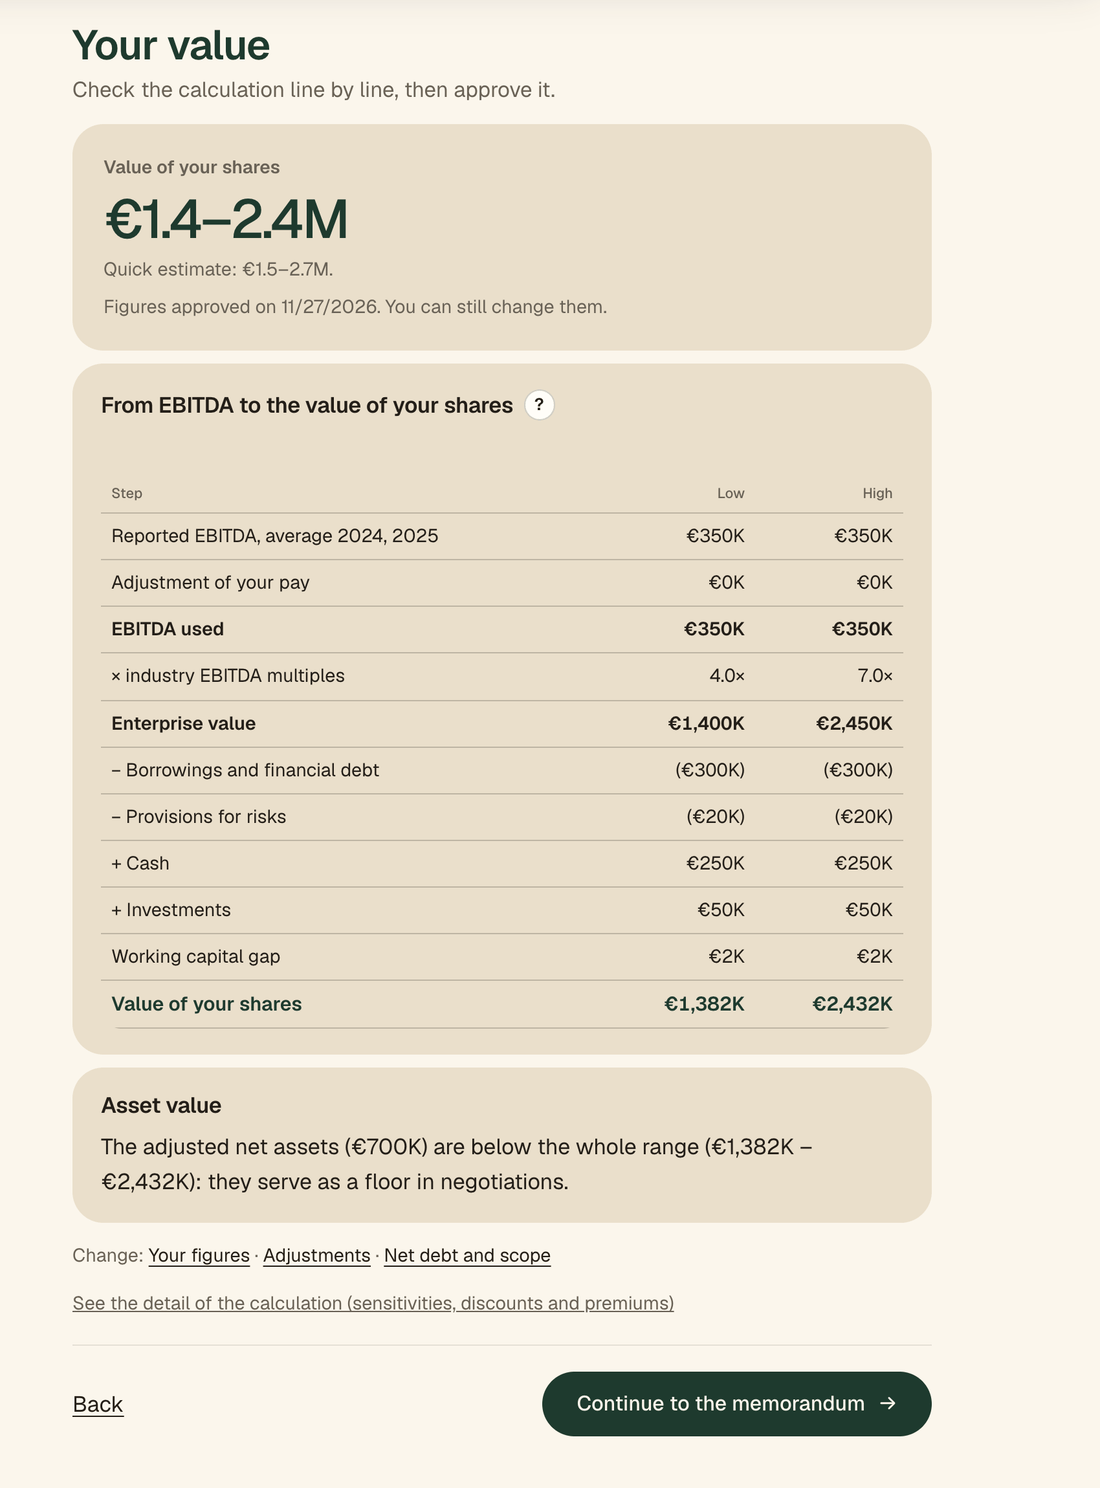 Your value
Check the calculation line by line, then approve it.
Value of your shares
€1.4–2.4M
Quick estimate: €1.5–2.7M.
Figures approved on 11/27/2026. You can still change them.
From EBITDA to the value of your shares ?
Step Low High
Reported EBITDA, average 2024, 2025 €350K €350K
Adjustment of your pay €0K €0K
EBITDA used €350K €350K
× industry EBITDA multiples 4.0× 7.0×
Enterprise value €1,400K €2,450K
− Borrowings and financial debt (€300K) (€300K)
− Provisions for risks (€20K) (€20K)
+ Cash €250K €250K
+ Investments €50K €50K
Working capital gap €2K €2K
Value of your shares €1,382K €2,432K
Asset value
The adjusted net assets (€700K) are below the whole range (€1,382K –
€2,432K): they serve as a floor in negotiations.
Change: Your figures · Adjustments · Net debt and scope
See the detail of the calculation (sensitivities, discounts and premiums)
Back Continue to the memorandum →